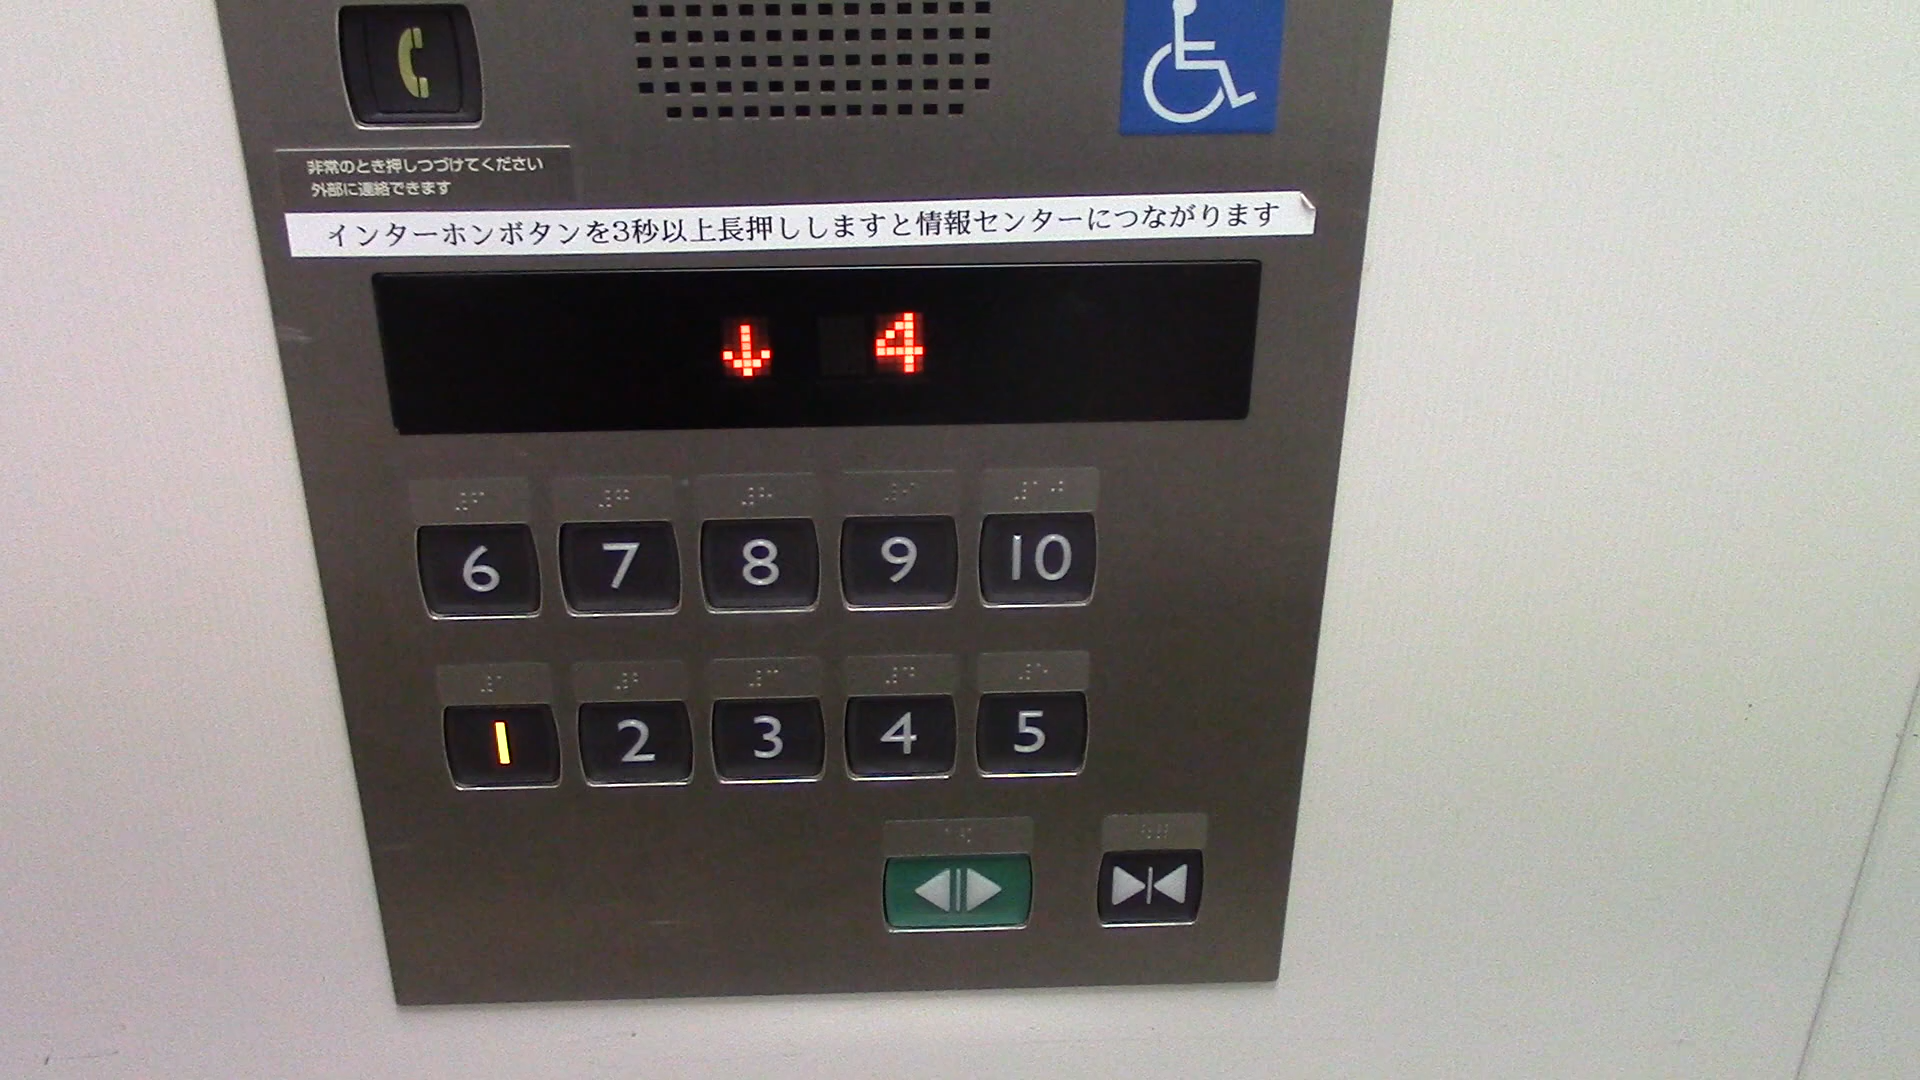 非常のとき押しつづけてください
外部に連絡できます
インターホンボタンを3秒以上長押ししますと情報センターにつながります
↓ 4
6 7 8 9 10
1 2 3 4 5